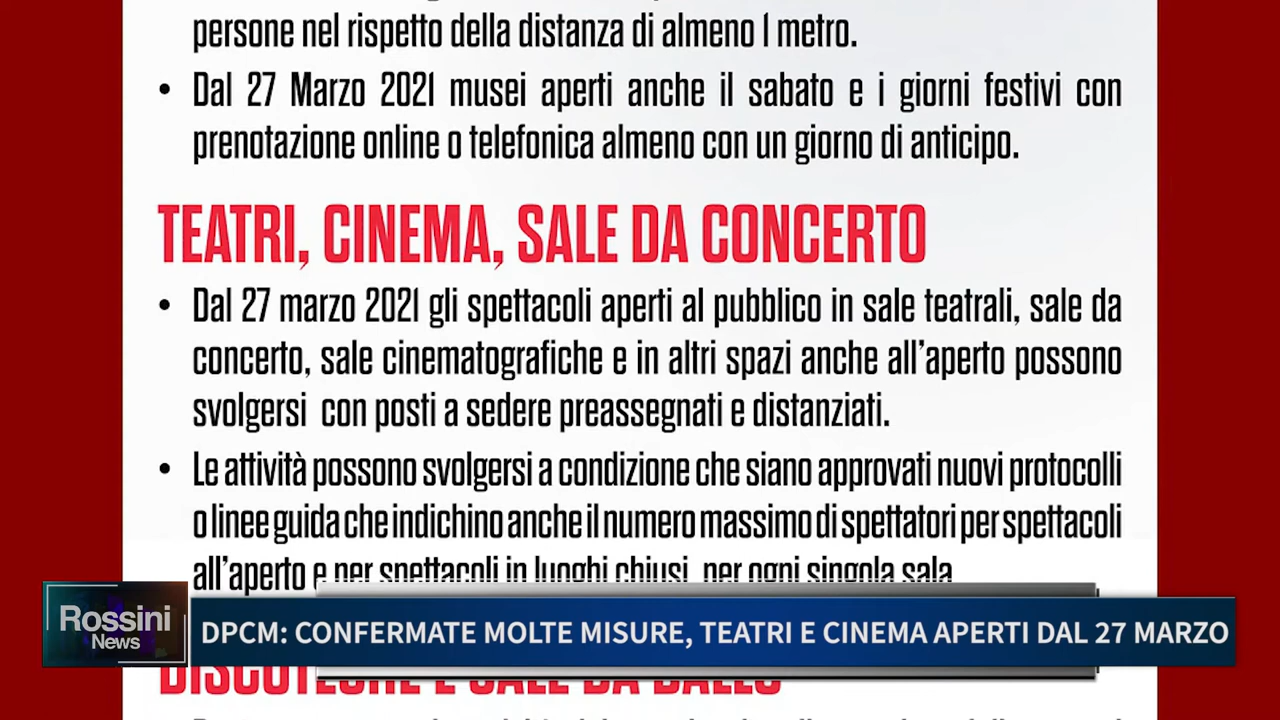 persone nel rispetto della distanza di almeno 1 metro.
• Dal 27 Marzo 2021 musei aperti anche il sabato e i giorni festivi con
prenotazione online o telefonica almeno con un giorno di anticipo.
TEATRI, CINEMA, SALE DA CONCERTO
• Dal 27 marzo 2021 gli spettacoli aperti al pubblico in sale teatrali, sale da
concerto, sale cinematografiche e in altri spazi anche all'aperto possono
svolgersi con posti a sedere preassegnati e distanziati.
• Le attività possono svolgersi a condizione che siano approvati nuovi protocolli
o linee guida che indichino anche il numero massimo di spettatori per spettacoli
all'aperto e per spettacoli in luoghi chiusi, per ogni singola sala
Rossini
News
DPCM: CONFERMATE MOLTE MISURE, TEATRI E CINEMA APERTI DAL 27 MARZO
DISCOTECHE E SALE DA BALLO